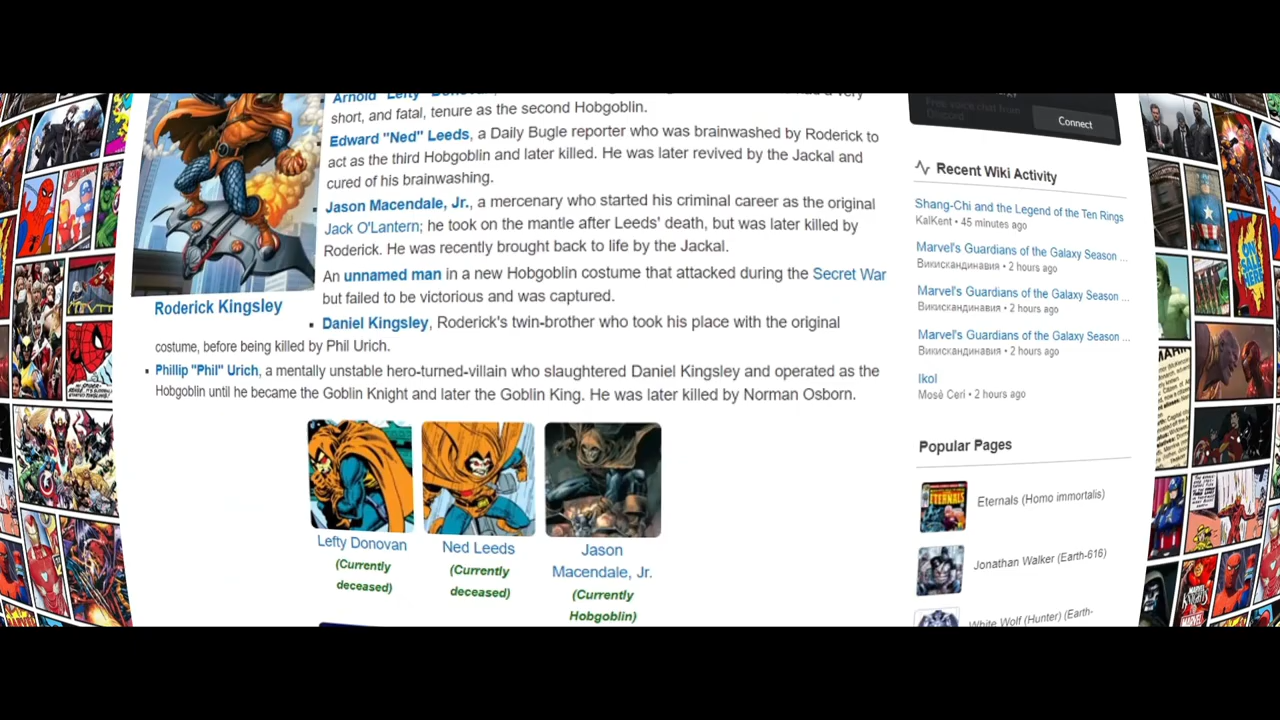 short, and fatal, tenure as the second Hobgoblin.
Edward "Ned" Leeds, a Daily Bugle reporter who was brainwashed by Roderick to
act as the third Hobgoblin and later killed. He was later revived by the Jackal and
cured of his brainwashing.
Jason Macendale, Jr., a mercenary who started his criminal career as the original
Jack O'Lantern; he took on the mantle after Leeds' death, but was later killed by
Roderick. He was recently brought back to life by the Jackal.
An unnamed man in a new Hobgoblin costume that attacked during the Secret War
but failed to be victorious and was captured.
Roderick Kingsley
Daniel Kingsley, Roderick's twin-brother who took his place with the original
costume, before being killed by Phil Urich.
Phillip "Phil" Urich, a mentally unstable hero-turned-villain who slaughtered Daniel Kingsley and operated as the
Hobgoblin until he became the Goblin Knight and later the Goblin King. He was later killed by Norman Osborn.
Lefty Donovan
(Currently
deceased)
Ned Leeds
(Currently
deceased)
Jason
Macendale, Jr.
(Currently
Hobgoblin)
Free voice chat from
Discord
Connect
Recent Wiki Activity
Shang-Chi and the Legend of the Ten Rings
KalKent • 45 minutes ago
Marvel's Guardians of the Galaxy Season ...
Викискандинавия • 2 hours ago
Marvel's Guardians of the Galaxy Season ...
Викискандинавия • 2 hours ago
Marvel's Guardians of the Galaxy Season ...
Викискандинавия • 2 hours ago
Ikol
Mosè Ceri • 2 hours ago
Popular Pages
ETERNALS
Eternals (Homo immortalis)
Jonathan Walker (Earth-616)
White Wolf (Hunter) (Earth-